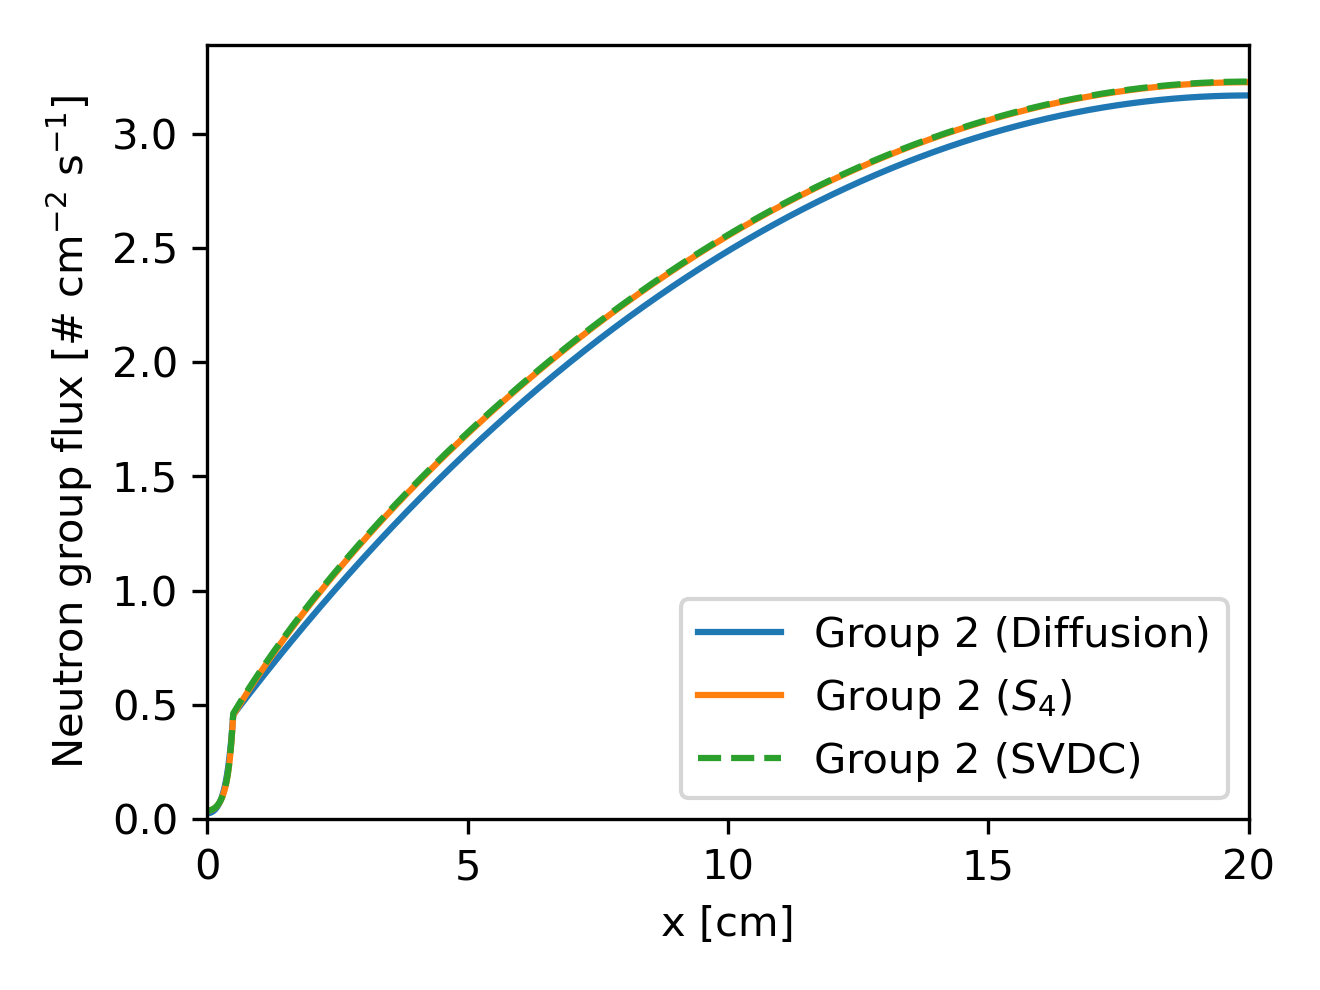 Neutron group flux [# cm⁻² s⁻¹]
3.0
2.5
2.0
1.5
1.0
0.5
0.0
Group 2 (Diffusion)
Group 2 (S₄)
Group 2 (SVDC)
0 5 10 15 20
x [cm]